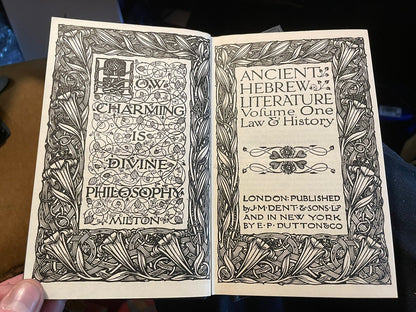 HOW
CHARMING
IS
DIVINE
PHILOSOPHY
MILTON
ANCIENT
HEBREW
LITERATURE
Volume One
Law & History
LONDON: PUBLISHED
by J·M·DENT·&·SONS·LTD
AND IN NEW YORK
BY E·P·DUTTON&CO